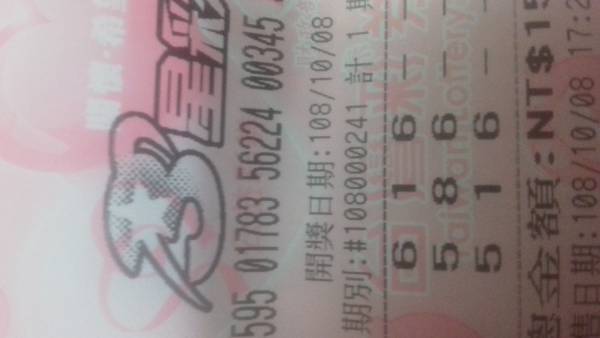 3星彩
595 01783 56224 00345
開獎日期:108/10/08
期別:#108000241 計 1 期
6 1 6 —
5 8 6 —
5 1 6 —
金額:NT$15
售日期:108/10/08 17:2
Taiwan Lottery